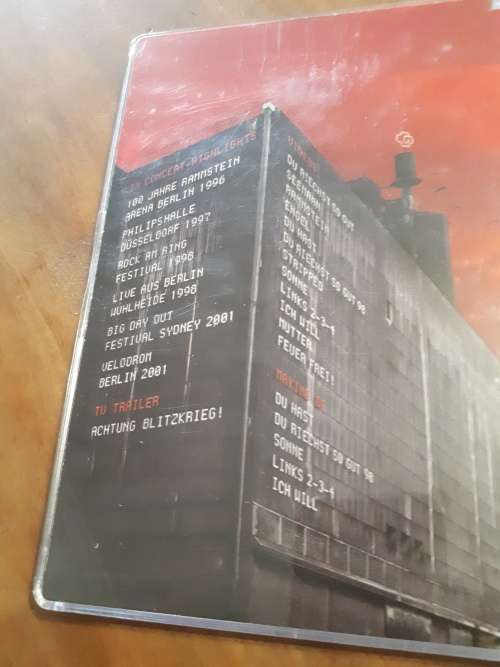 10 CONCERT-HIGHLIGHTS
100 JAHRE RAMMSTEIN
ARENA BERLIN 1996
PHILIPSHALLE
DÜSSELDORF 1997
ROCK AM RING
FESTIVAL 1998
LIVE AUS BERLIN
WUHLHEIDE 1998
BIG DAY OUT
FESTIVAL SYDNEY 2001
VELODROM
BERLIN 2001
TV TRAILER
ACHTUNG BLITZKRIEG!
VIDEOS
DU RIECHST SO GUT
SEEMANN
RAMMSTEIN
ENGEL
DU HAST
DU RIECHST SO GUT 98
STRIPPED
SONNE
LINKS 2-3-4
ICH WILL
MUTTER
FEUER FREI!
MAKING OF
DU HAST
DU RIECHST SO GUT 98
SONNE
LINKS 2-3-4
ICH WILL